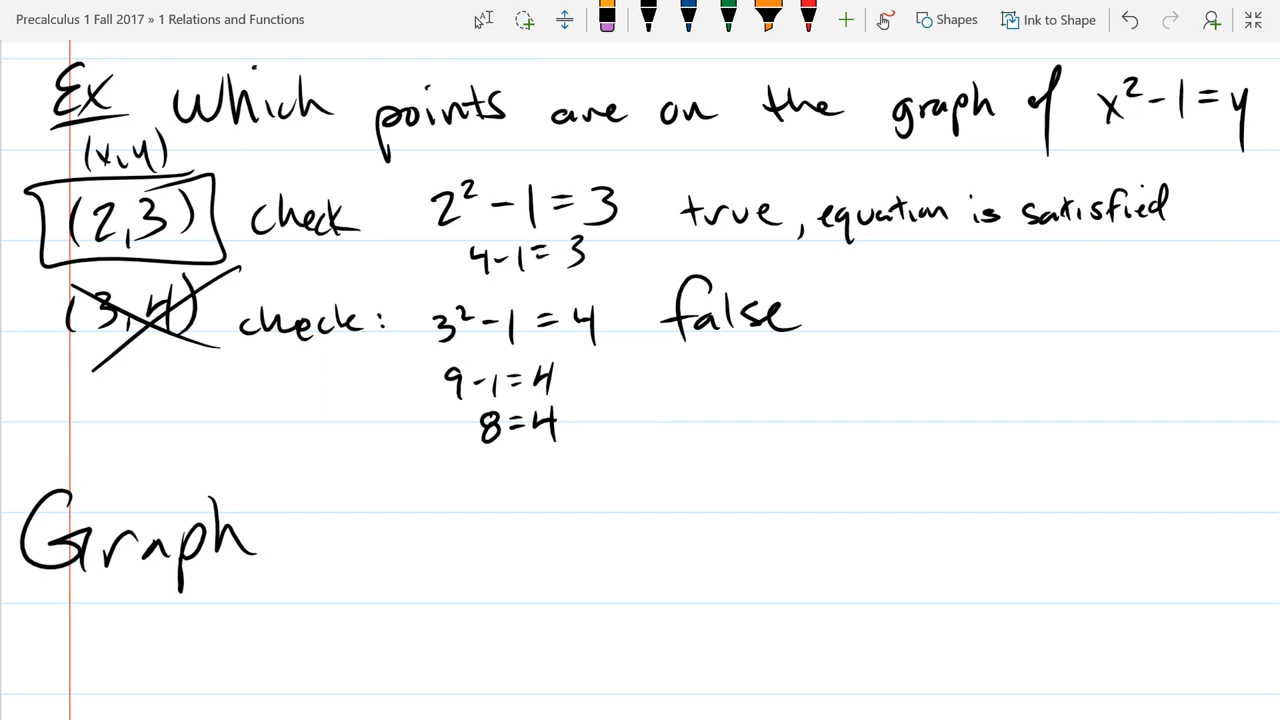 Precalculus 1 Fall 2017 » 1 Relations and Functions
Shapes
Ink to Shape
Ex Which points are on the graph of x² - 1 = y
(x, y)
(2,3) check 2² - 1 = 3 true, equation is satisfied
4 - 1 = 3
(3,4) check: 3² - 1 = 4 false
9 - 1 = 4
8 = 4
Graph